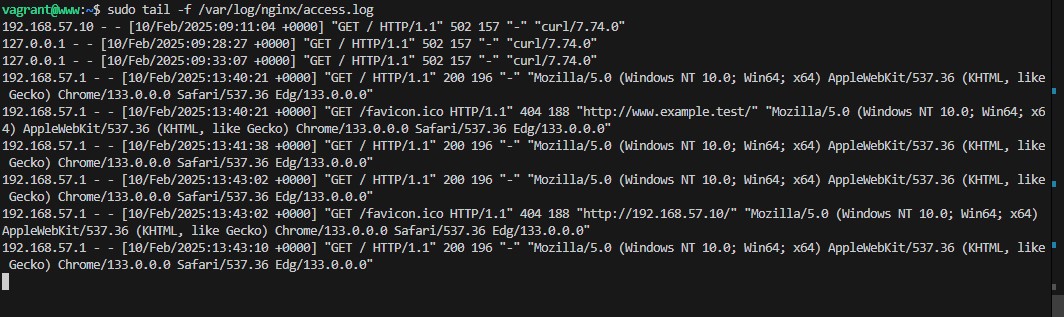 vagrant@www:~$ sudo tail -f /var/log/nginx/access.log
192.168.57.10 - - [10/Feb/2025:09:11:04 +0000] "GET / HTTP/1.1" 502 157 "-" "curl/7.74.0"
127.0.0.1 - - [10/Feb/2025:09:28:27 +0000] "GET / HTTP/1.1" 502 157 "-" "curl/7.74.0"
127.0.0.1 - - [10/Feb/2025:09:33:07 +0000] "GET / HTTP/1.1" 502 157 "-" "curl/7.74.0"
192.168.57.1 - - [10/Feb/2025:13:40:21 +0000] "GET / HTTP/1.1" 200 196 "-" "Mozilla/5.0 (Windows NT 10.0; Win64; x64) AppleWebKit/537.36 (KHTML, like
 Gecko) Chrome/133.0.0.0 Safari/537.36 Edg/133.0.0.0"
192.168.57.1 - - [10/Feb/2025:13:40:21 +0000] "GET /favicon.ico HTTP/1.1" 404 188 "http://www.example.test/" "Mozilla/5.0 (Windows NT 10.0; Win64; x6
4) AppleWebKit/537.36 (KHTML, like Gecko) Chrome/133.0.0.0 Safari/537.36 Edg/133.0.0.0"
192.168.57.1 - - [10/Feb/2025:13:41:38 +0000] "GET / HTTP/1.1" 200 196 "-" "Mozilla/5.0 (Windows NT 10.0; Win64; x64) AppleWebKit/537.36 (KHTML, like
 Gecko) Chrome/133.0.0.0 Safari/537.36 Edg/133.0.0.0"
192.168.57.1 - - [10/Feb/2025:13:43:02 +0000] "GET / HTTP/1.1" 200 196 "-" "Mozilla/5.0 (Windows NT 10.0; Win64; x64) AppleWebKit/537.36 (KHTML, like
 Gecko) Chrome/133.0.0.0 Safari/537.36 Edg/133.0.0.0"
192.168.57.1 - - [10/Feb/2025:13:43:02 +0000] "GET /favicon.ico HTTP/1.1" 404 188 "http://192.168.57.10/" "Mozilla/5.0 (Windows NT 10.0; Win64; x64)
AppleWebKit/537.36 (KHTML, like Gecko) Chrome/133.0.0.0 Safari/537.36 Edg/133.0.0.0"
192.168.57.1 - - [10/Feb/2025:13:43:10 +0000] "GET / HTTP/1.1" 200 196 "-" "Mozilla/5.0 (Windows NT 10.0; Win64; x64) AppleWebKit/537.36 (KHTML, like
 Gecko) Chrome/133.0.0.0 Safari/537.36 Edg/133.0.0.0"